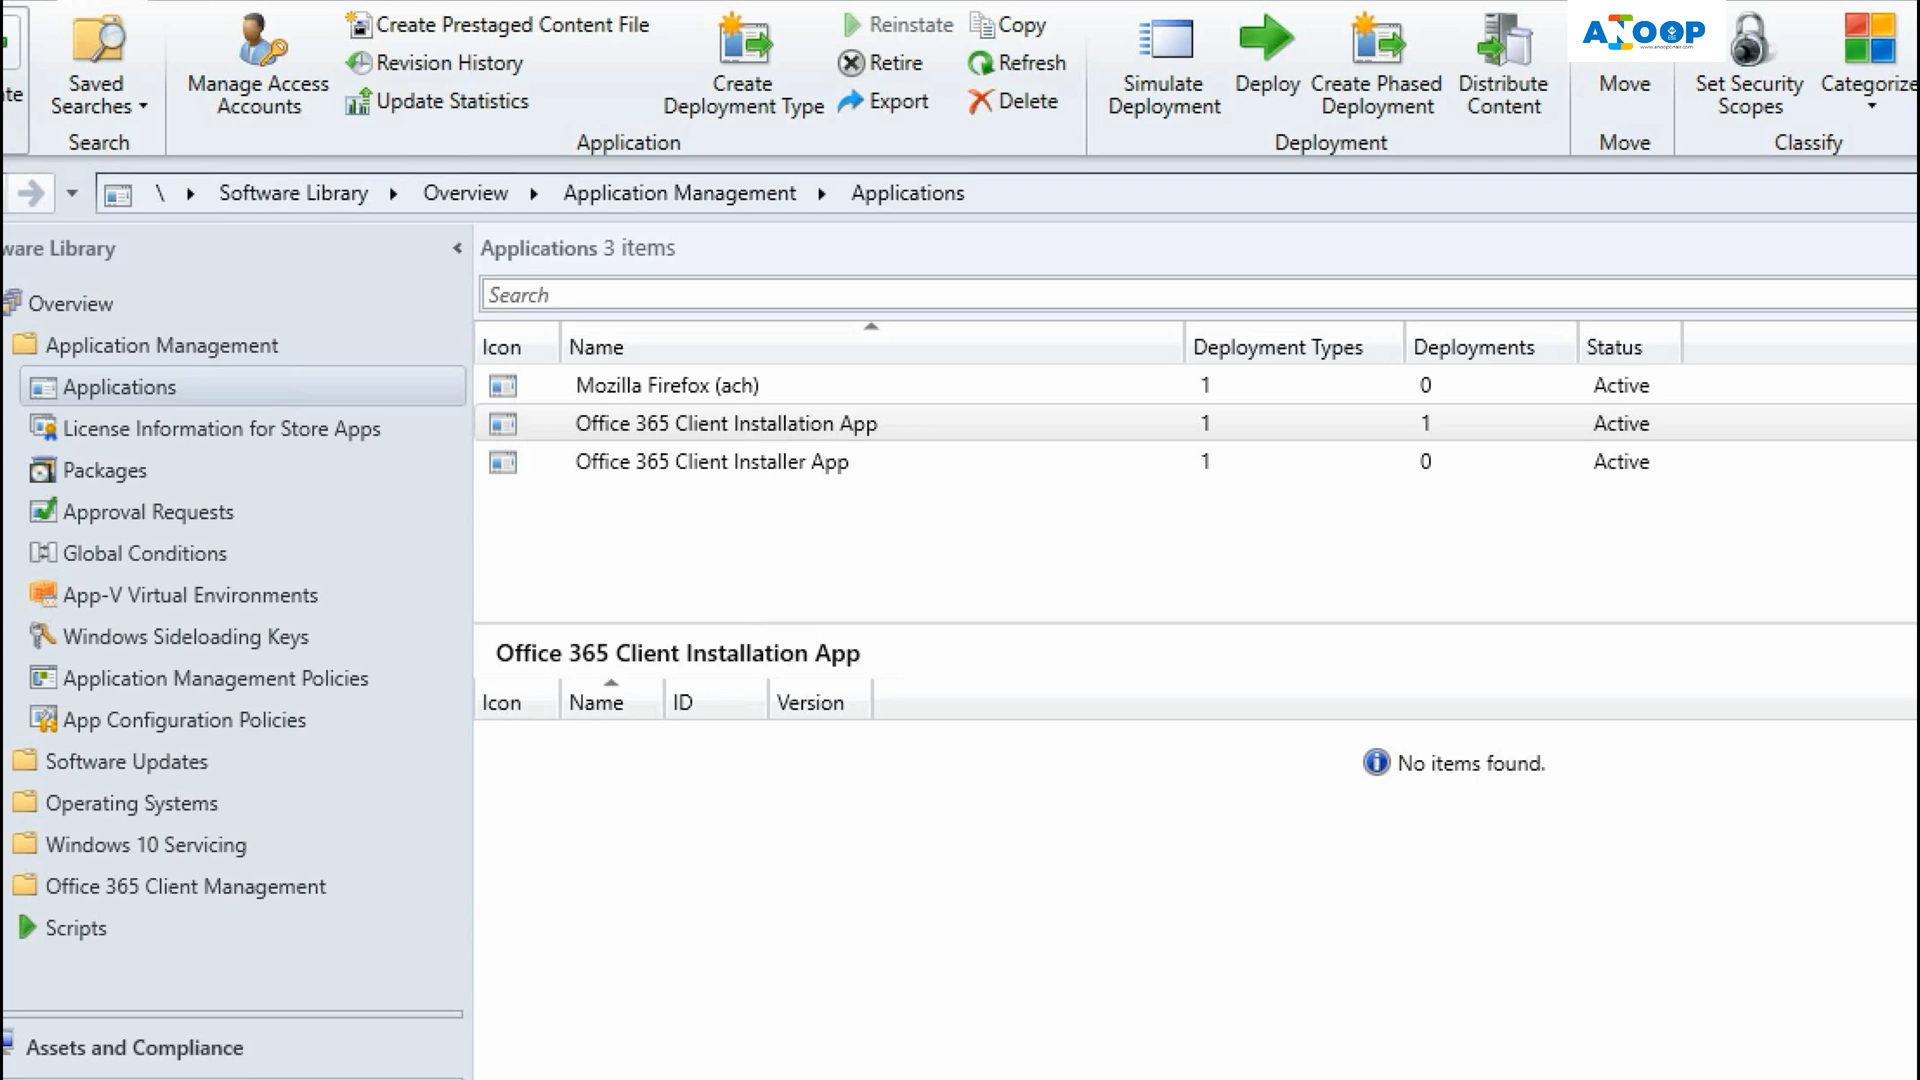 te
Saved
Searches
Search
Manage Access
Accounts
Create Prestaged Content File
Revision History
Update Statistics
Create
Deployment Type
Reinstate
Retire
Export
Copy
Refresh
Delete
Application
Simulate
Deployment
Deploy
Create Phased
Deployment
Distribute
Content
Deployment
ANOOP
Move
Move
Set Security
Scopes
Categorize
Classify
\ Software Library Overview Application Management Applications
ware Library
Overview
Application Management
Applications
License Information for Store Apps
Packages
Approval Requests
Global Conditions
App-V Virtual Environments
Windows Sideloading Keys
Application Management Policies
App Configuration Policies
Software Updates
Operating Systems
Windows 10 Servicing
Office 365 Client Management
Scripts
Assets and Compliance
Applications 3 items
Search
Icon Name Deployment Types Deployments Status
Mozilla Firefox (ach) 1 0 Active
Office 365 Client Installation App 1 1 Active
Office 365 Client Installer App 1 0 Active
Office 365 Client Installation App
Icon Name ID Version
No items found.